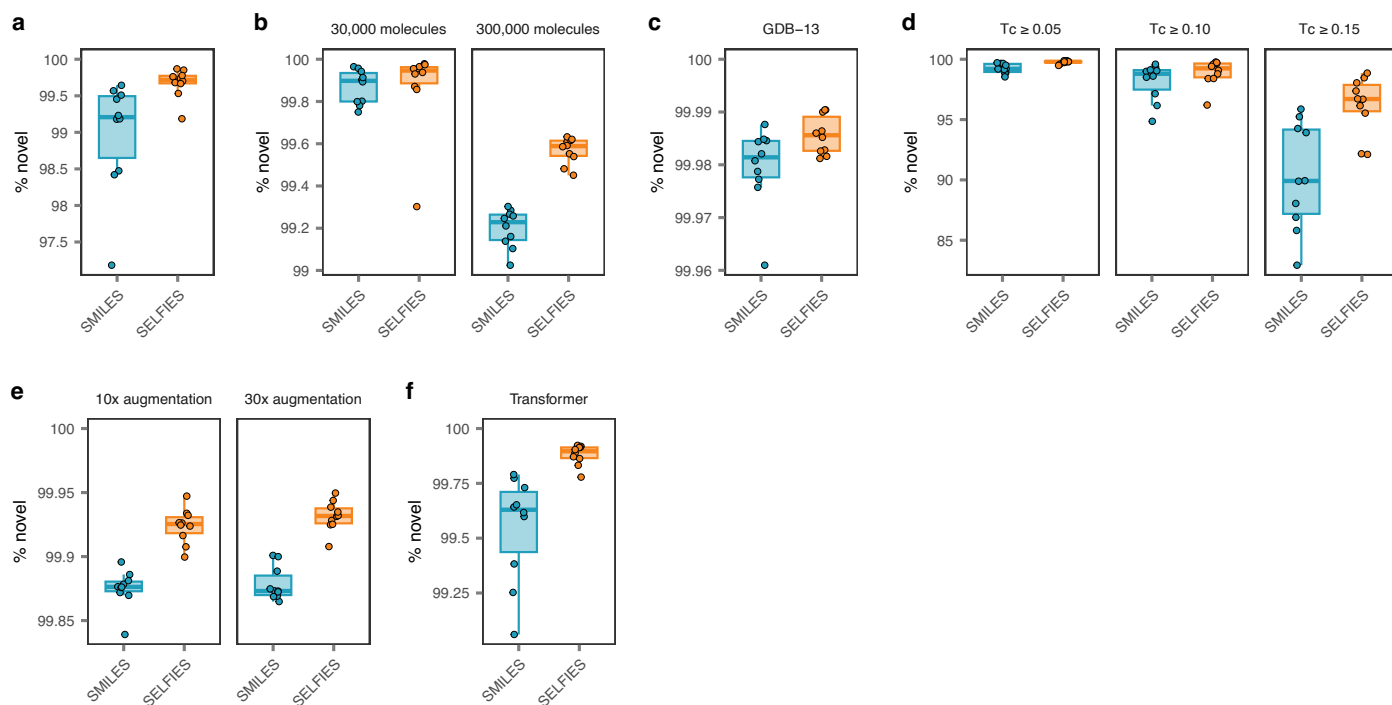 a
% novel
100
99.5
99
98.5
98
97.5
SMILES
SELFIES
b
30,000 molecules
300,000 molecules
% novel
100
99.8
99.6
99.4
99.2
99
SMILES
SELFIES
SMILES
SELFIES
c
GDB−13
% novel
100
99.99
99.98
99.97
99.96
SMILES
SELFIES
d
Tc ≥ 0.05
Tc ≥ 0.10
Tc ≥ 0.15
% novel
100
95
90
85
SMILES
SELFIES
SMILES
SELFIES
SMILES
SELFIES
e
10x augmentation
30x augmentation
% novel
100
99.95
99.9
99.85
SMILES
SELFIES
SMILES
SELFIES
f
Transformer
% novel
100
99.75
99.5
99.25
SMILES
SELFIES